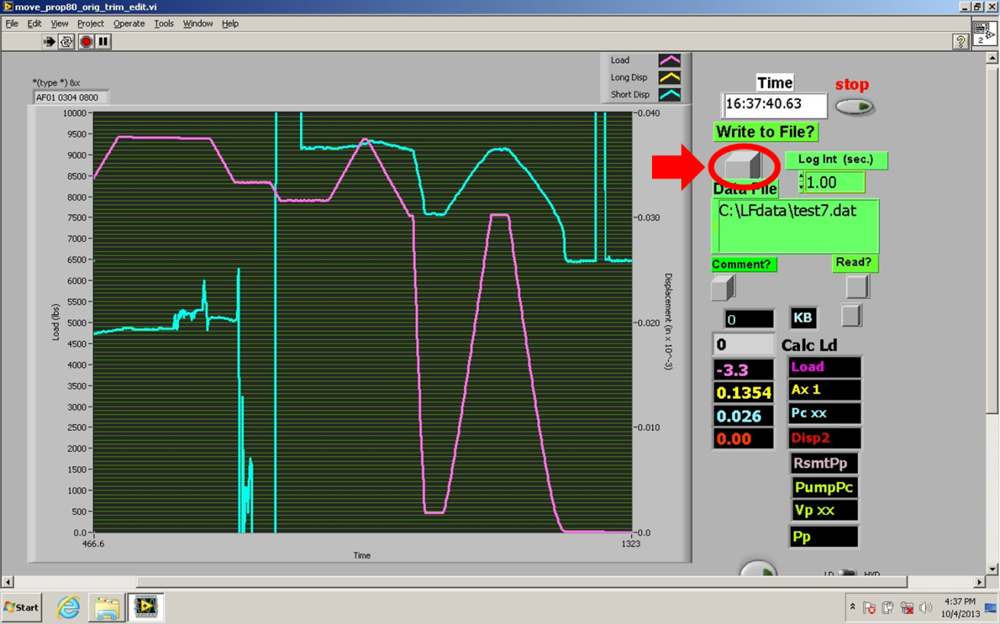 move_prop80_orig_trim_edit.vi
File Edit View Project Operate Tools Window Help
2
*(type *) &x
AF01 0304 0800
Load
Long Disp
Short Disp
10000
9500
9000
8500
8000
7500
7000
6500
6000
5500
5000
4500
4000
3500
3000
2500
2000
1500
1000
500
0.0
Load (lbs)
-0.040
-0.030
-0.020
-0.010
-0.0
Displacement (in x 10^-3)
466.6
1323
Time
Time
16:37:40.63
stop
Write to File?
Log Int (sec.)
1.00
Data File
C:\LFdata\test7.dat
Comment?
Read?
0
KB
0
Calc Ld
-3.3
Load
0.1354
Ax 1
0.026
Pc xx
0.00
Disp2
RsmtPp
PumpPc
Vp xx
Pp
LD HYD
Start
4:37 PM
10/4/2013